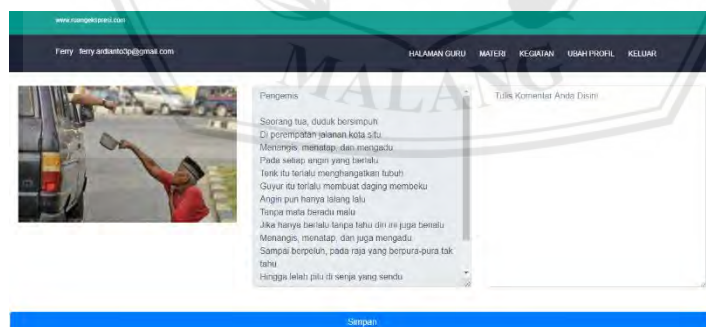 www.ruangekspresi.com
Ferry ferry.ardianto3p@gmail.com
HALAMAN GURU MATERI KEGIATAN UBAH PROFIL KELUAR
MALANG
Pengemis
Seorang tua, duduk bersimpuh
Di perempatan jalanan kota situ
Menangis, menatap, dan mengadu
Pada setiap angin yang berlalu
Terik itu terlalu menghangatkan tubuh
Guyur itu terlalu membuat daging membeku
Angin pun hanya lalang lalu
Tanpa mata beradu malu
Jika hanya berlalu tanpa tahu diri ini juga berlalu
Menangis, menatap, dan juga mengadu
Sampai berpeluh, pada raja yang berpura-pura tak
tahu
Hingga lelah pilu di senja yang sendu
Tulis Komentar Anda Disini
Simpan